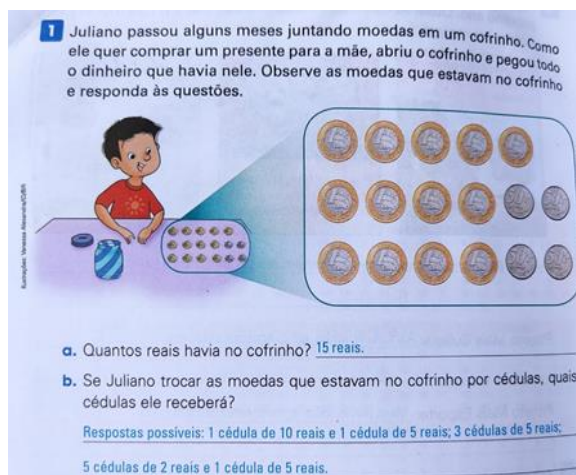 1 Juliano passou alguns meses juntando moedas em um cofrinho. Como
ele quer comprar um presente para a mãe, abriu o cofrinho e pegou todo
o dinheiro que havia nele. Observe as moedas que estavam no cofrinho
e responda às questões.
a. Quantos reais havia no cofrinho? 15 reais.
b. Se Juliano trocar as moedas que estavam no cofrinho por cédulas, quais
cédulas ele receberá?
Respostas possíveis: 1 cédula de 10 reais e 1 cédula de 5 reais; 3 cédulas de 5 reais;
5 cédulas de 2 reais e 1 cédula de 5 reais.